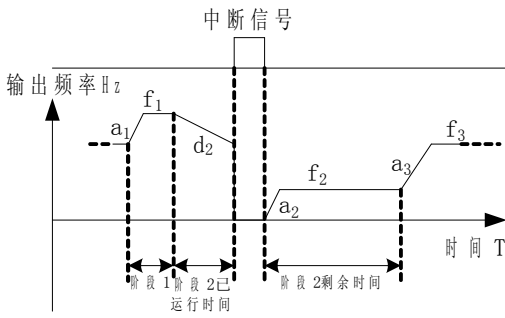 中断信号
输出频率Hz
f1
f3
a1
d2
a3
f2
a2
时间 T
阶段 1
阶段 2已
运行时间
阶段 2剩余时间